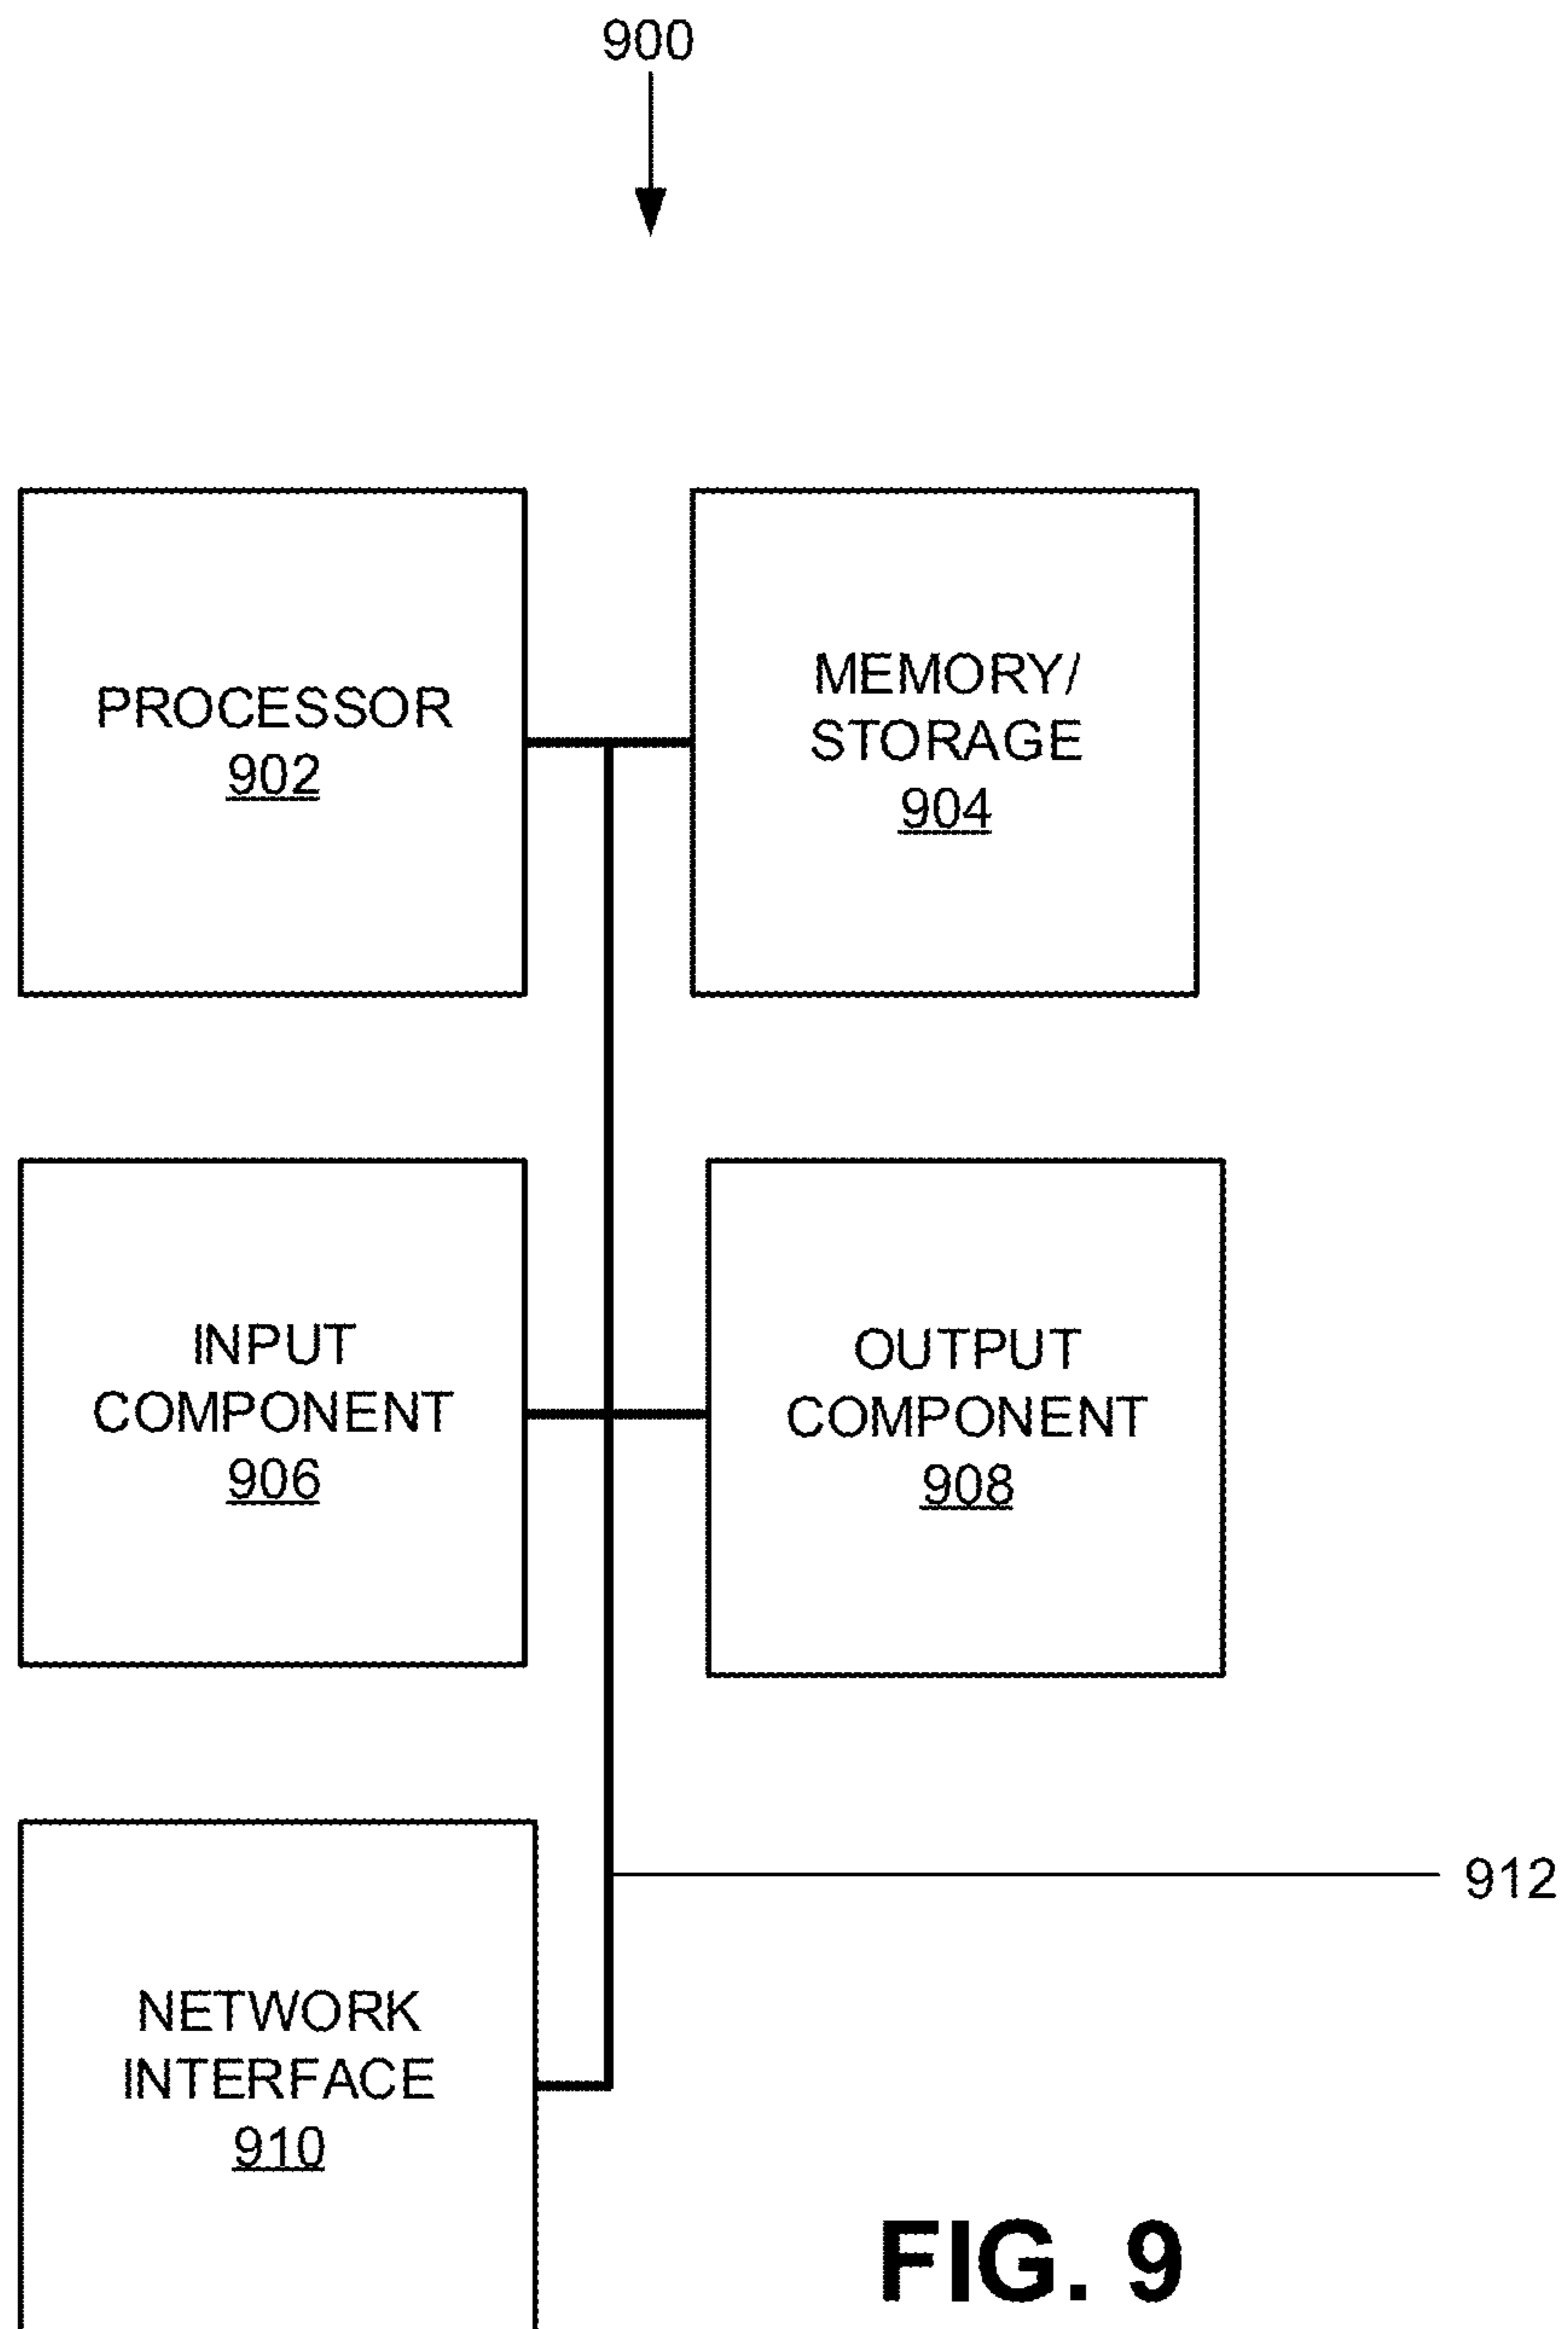 900
PROCESSOR
902
MEMORY/
STORAGE
904
INPUT
COMPONENT
906
OUTPUT
COMPONENT
908
912
NETWORK
INTERFACE
910
FIG. 9